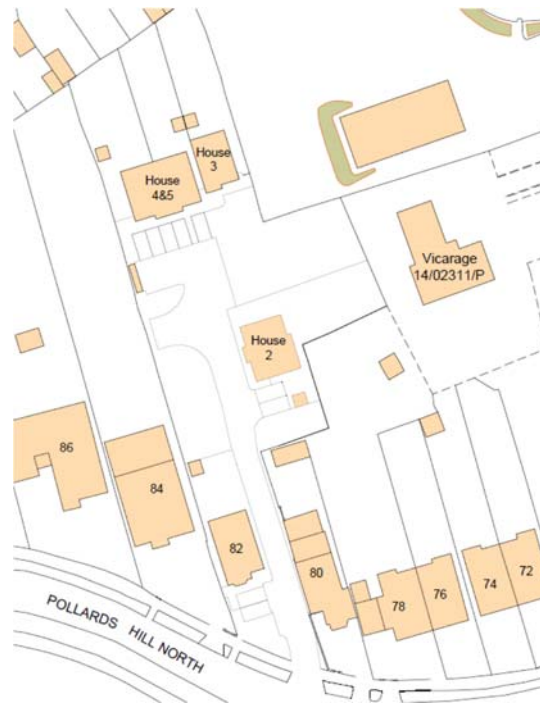 House
3
House
4&5
Vicarage
14/02311/P
House
2
86
84
82
80
78
76
74
72
POLLARDS HILL NORTH